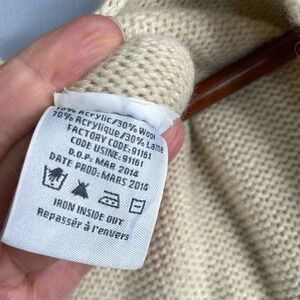 70% Acrylic/30% Wool
70% Acrylique/30% Laine
FACTORY CODE: 91161
CODE USINE: 91161
D.O.P: MAR 2014
DATE PROD: MARS 2014
IRON INSIDE OUT
Repasser à l'envers